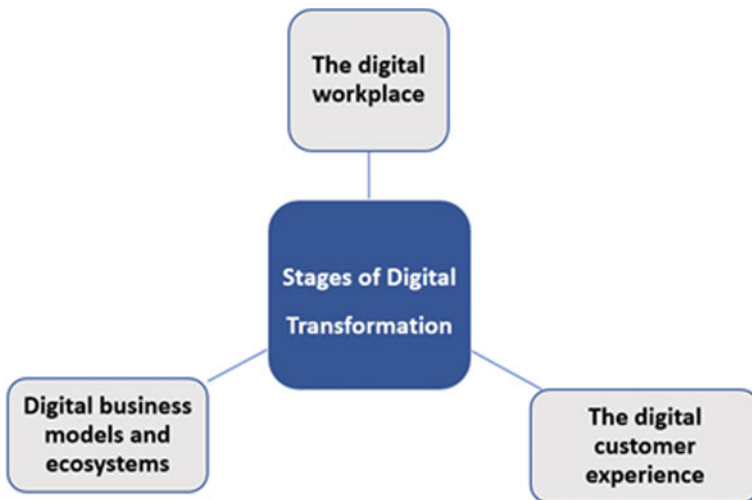 The digital
workplace
Stages of Digital
Transformation
Digital business
models and
ecosystems
The digital
customer
experience